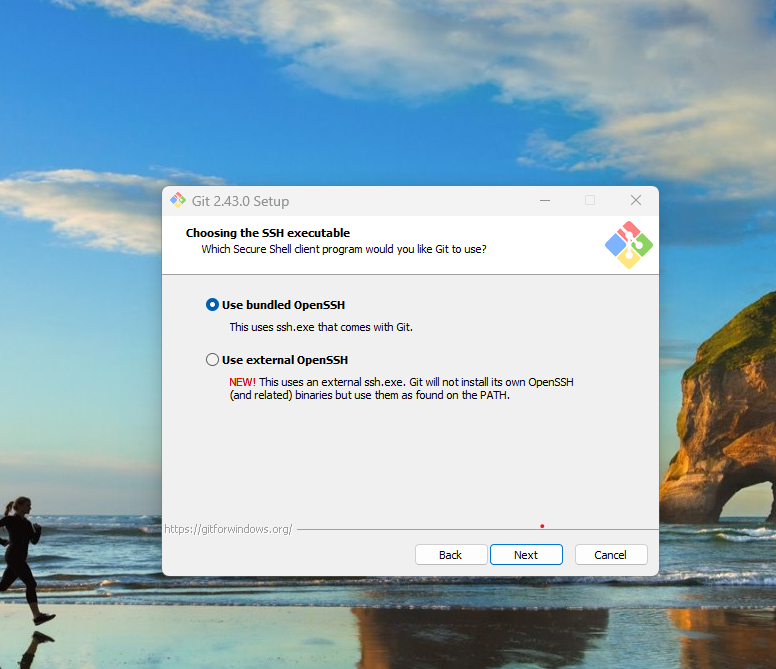 Git 2.43.0 Setup
Choosing the SSH executable
Which Secure Shell client program would you like Git to use?
Use bundled OpenSSH
This uses ssh.exe that comes with Git.
Use external OpenSSH
NEW! This uses an external ssh.exe. Git will not install its own OpenSSH
(and related) binaries but use them as found on the PATH.
https://gitforwindows.org/
Back Next Cancel